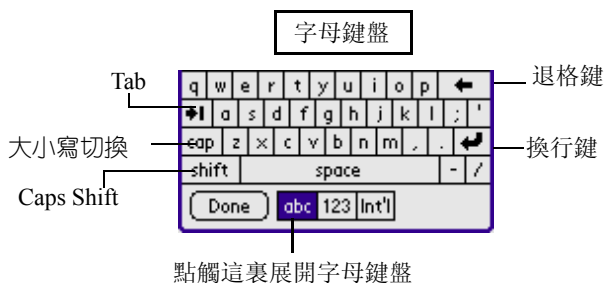 字母鍵盤
Tab
大小寫切換
Caps Shift
q w e r t y u i o p
a s d f g h j k l ; '
cap z x c v b n m , .
shift space - /
Done abc 123 Int'l
退格鍵
換行鍵
點觸這裏展開字母鍵盤